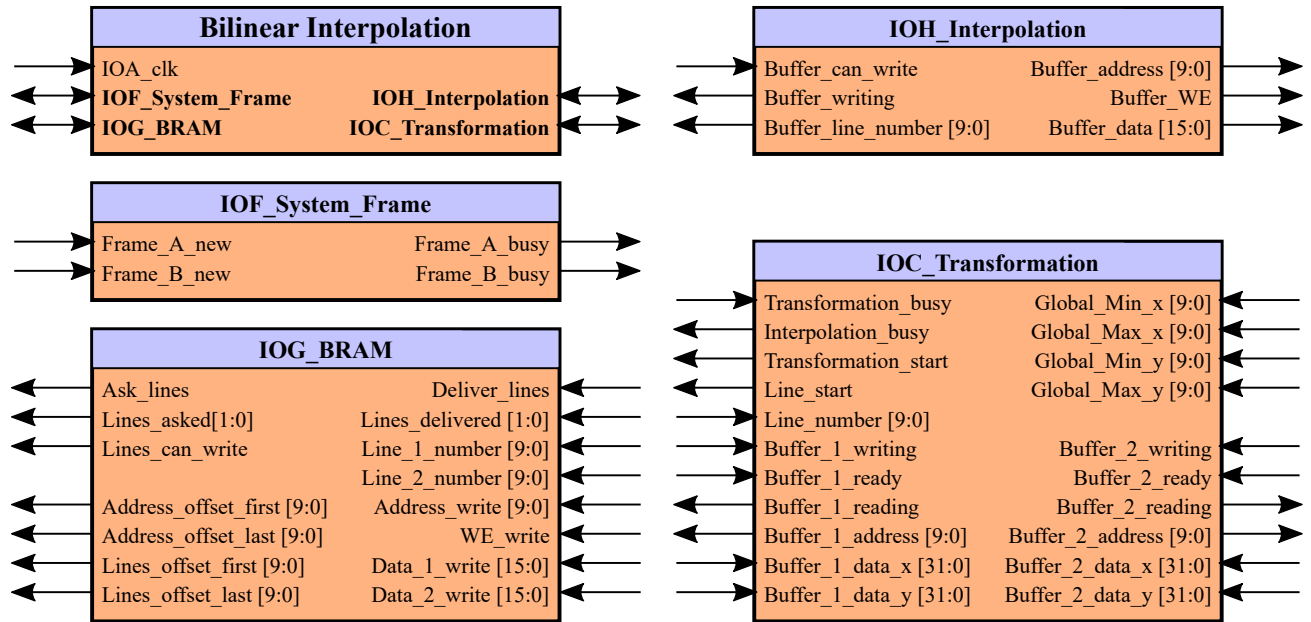 Bilinear Interpolation
IOA_clk
IOF_System_Frame IOH_Interpolation
IOG_BRAM IOC_Transformation
IOF_System_Frame
Frame_A_new Frame_A_busy
Frame_B_new Frame_B_busy
IOG_BRAM
Ask_lines Deliver_lines
Lines_asked[1:0] Lines_delivered [1:0]
Lines_can_write Line_1_number [9:0]
Line_2_number [9:0]
Address_offset_first [9:0] Address_write [9:0]
Address_offset_last [9:0] WE_write
Lines_offset_first [9:0] Data_1_write [15:0]
Lines_offset_last [9:0] Data_2_write [15:0]
IOH_Interpolation
Buffer_can_write Buffer_address [9:0]
Buffer_writing Buffer_WE
Buffer_line_number [9:0] Buffer_data [15:0]
IOC_Transformation
Transformation_busy Global_Min_x [9:0]
Interpolation_busy Global_Max_x [9:0]
Transformation_start Global_Min_y [9:0]
Line_start Global_Max_y [9:0]
Line_number [9:0]
Buffer_1_writing Buffer_2_writing
Buffer_1_ready Buffer_2_ready
Buffer_1_reading Buffer_2_reading
Buffer_1_address [9:0] Buffer_2_address [9:0]
Buffer_1_data_x [31:0] Buffer_2_data_x [31:0]
Buffer_1_data_y [31:0] Buffer_2_data_y [31:0]